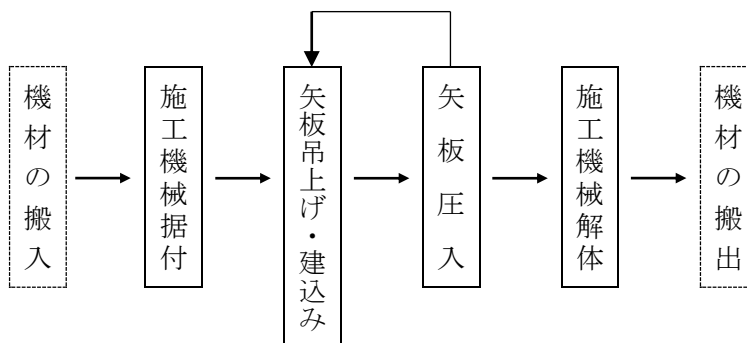 機材の搬入
施工機械据付
矢板吊上げ・建込み
矢板圧入
施工機械解体
機材の搬出